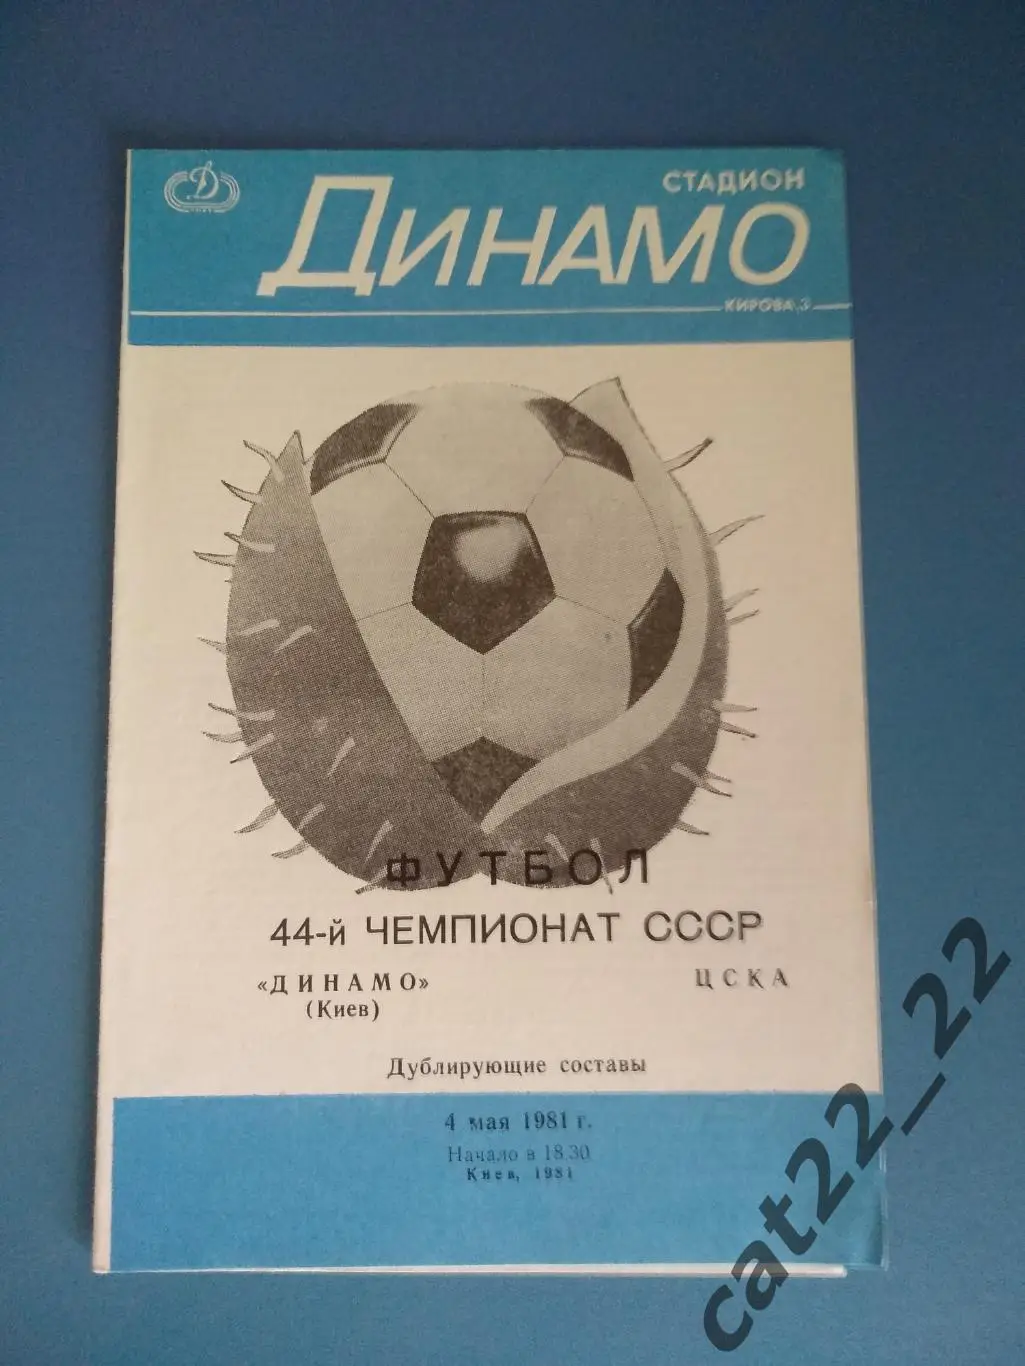 СТАДИОН
ДИНАМО
КИРОВА, 3
ФУТБОЛ
44-й ЧЕМПИОНАТ СССР
«ДИНАМО» ЦСКА
(Киев)
Дублирующие составы
4 мая 1981 г.
Начало в 18.30
Киев, 1981
cat22_22